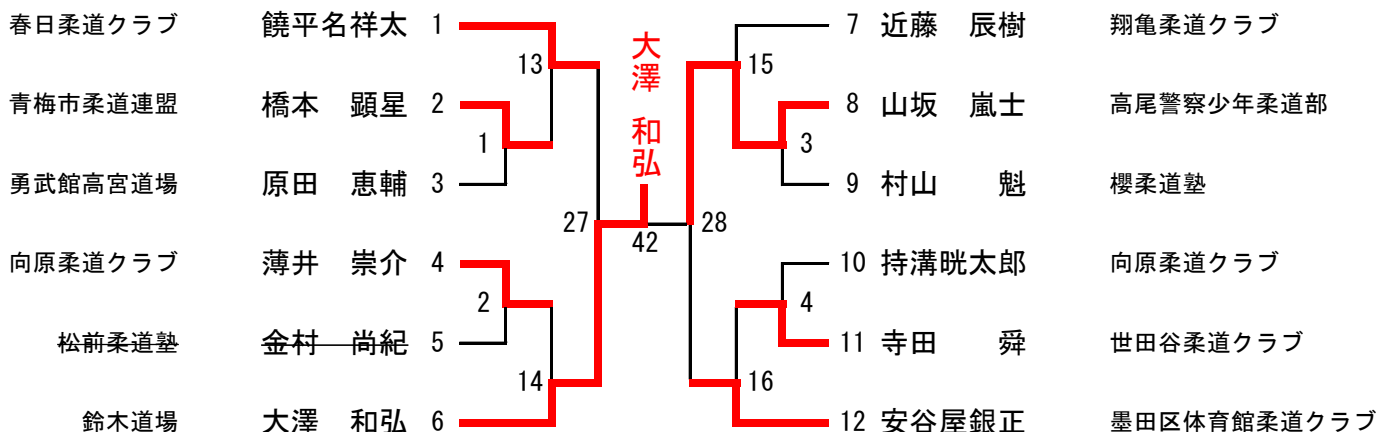 春日柔道クラブ 饒平名祥太 1
青梅市柔道連盟 橋本 顕星 2
勇武館高宮道場 原田 恵輔 3
向原柔道クラブ 薄井 崇介 4
松前柔道塾 金村 尚紀 5
鈴木道場 大澤 和弘 6
13
1
2
14
27
大澤 和弘
42
28
15
3
4
16
7 近藤 辰樹 翔亀柔道クラブ
8 山坂 嵐士 高尾警察少年柔道部
9 村山 魁 櫻柔道塾
10 持溝晄太郎 向原柔道クラブ
11 寺田 舜 世田谷柔道クラブ
12 安谷屋銀正 墨田区体育館柔道クラブ